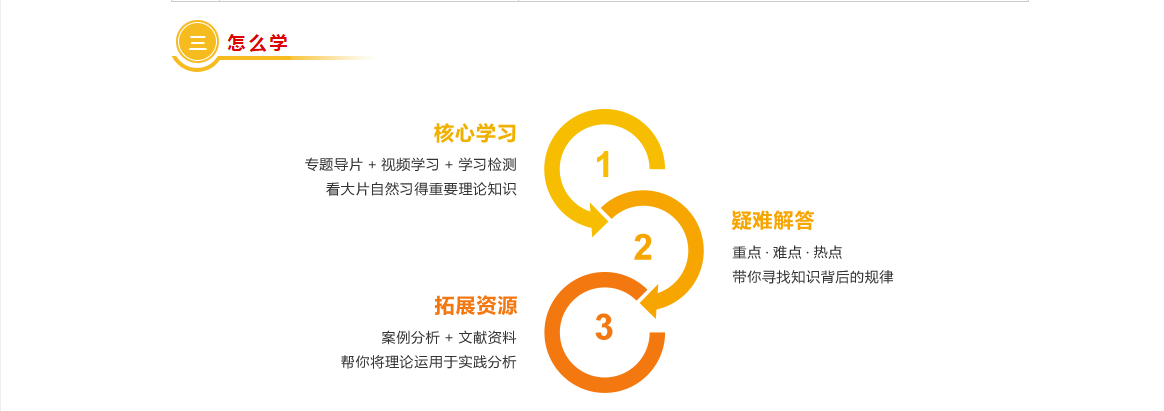 三 怎么学
核心学习
专题导片 + 视频学习 + 学习检测
看大片自然习得重要理论知识
1
2
疑难解答
重点 · 难点 · 热点
带你寻找知识背后的规律
拓展资源
案例分析 + 文献资料
帮你将理论运用于实践分析
3